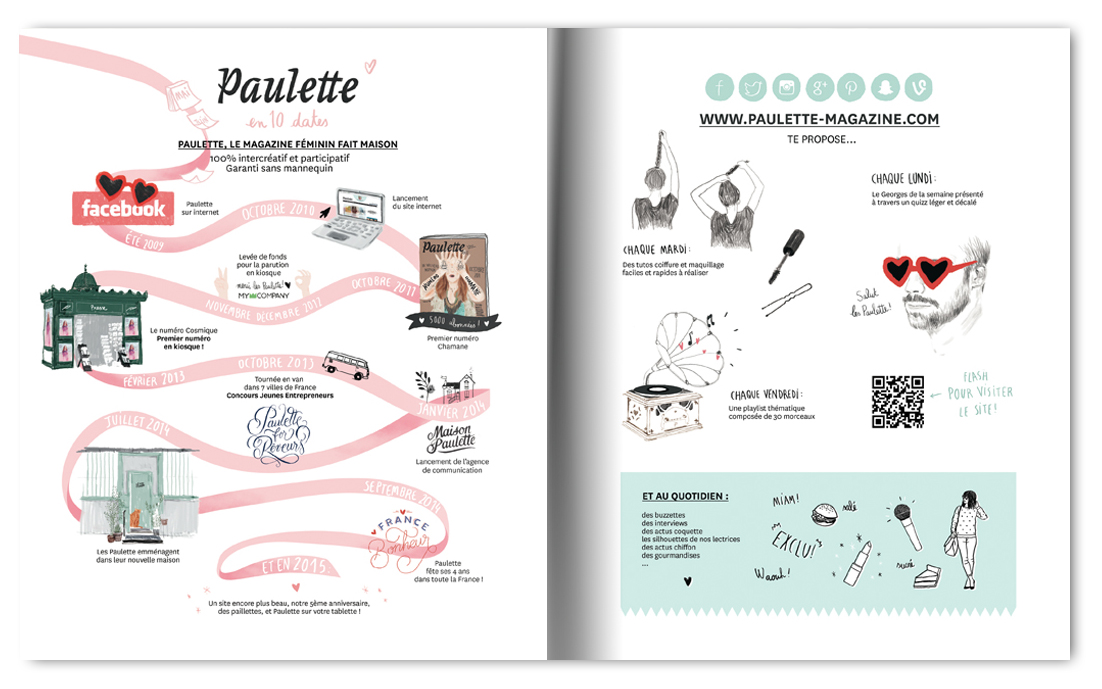 MAI
Paulette
en 10 dates
PAULETTE, LE MAGAZINE FÉMININ FAIT MAISON
100% intercréatif et participatif
Garanti sans mannequin
facebook
Paulette
sur internet
ÉTÉ 2009
OCTOBRE 2010
Lancement
du site internet
Paulette
5000 abonnées !
Premier numéro
Chamane
OCTOBRE 2011
Levée de fonds
pour la parution
en kiosque
merci les Paulette !
MY COMPANY
NOVEMBRE DÉCEMBRE 2012
Le numéro Cosmique
Premier numéro
en kiosque !
FÉVRIER 2013
OCTOBRE 2013
Tournée en van
dans 7 villes de France
Concours Jeunes Entrepreneurs
Paulette
for
Rêveurs
JANVIER 2014
Maison
Paulette
Lancement de l'agence
de communication
JUILLET 2014
Les Paulette emménagent
dans leur nouvelle maison
SEPTEMBRE 2014
FRANCE
Bonheur
Paulette
fête ses 4 ans
dans toute la France !
ET EN 2015
Un site encore plus beau, notre 5ème anniversaire,
des paillettes, et Paulette sur votre tablette !
WWW.PAULETTE-MAGAZINE.COM
TE PROPOSE...
CHAQUE LUNDI :
Le Georges de la semaine présenté
à travers un quizz léger et décalé
CHAQUE MARDI :
Des tutos coiffure et maquillage
faciles et rapides à réaliser
Salut
les Paulette !
CHAQUE VENDREDI :
Une playlist thématique
composée de 30 morceaux
FLASH
POUR VISITER
LE SITE !
ET AU QUOTIDIEN :
des buzzettes
des interviews
des actus coquette
les silhouettes de nos lectrices
des actus chiffon
des gourmandises
...
MIAM !
salé
EXCLU !
Waouh !
sucré